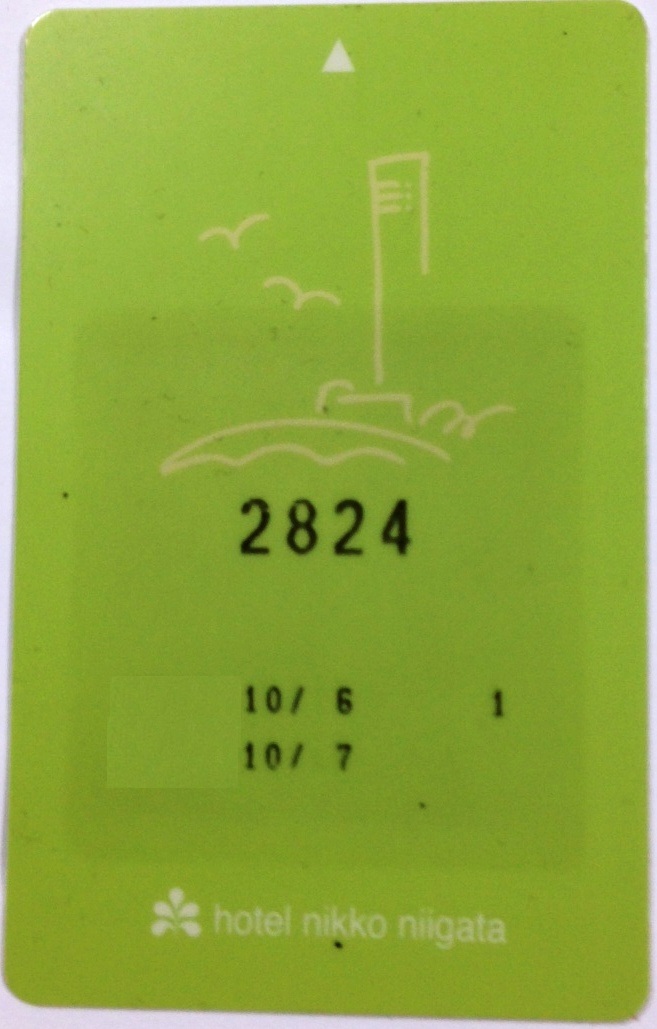 2824
10/ 6 1
10/ 7
hotel nikko niigata